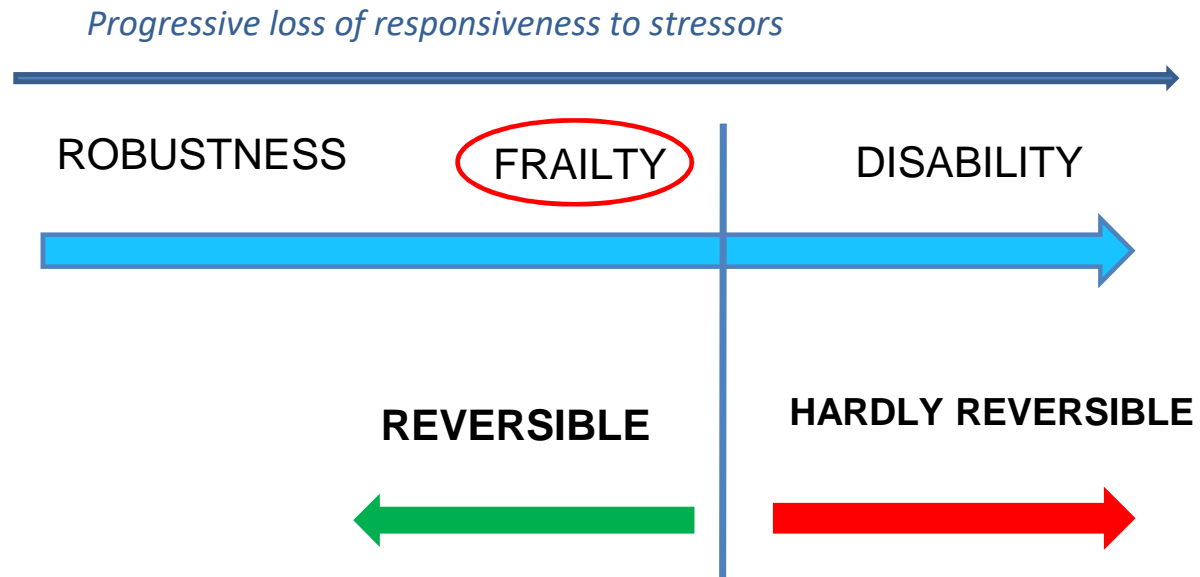 Progressive loss of responsiveness to stressors
ROBUSTNESS
FRAILTY
DISABILITY
REVERSIBLE
HARDLY REVERSIBLE